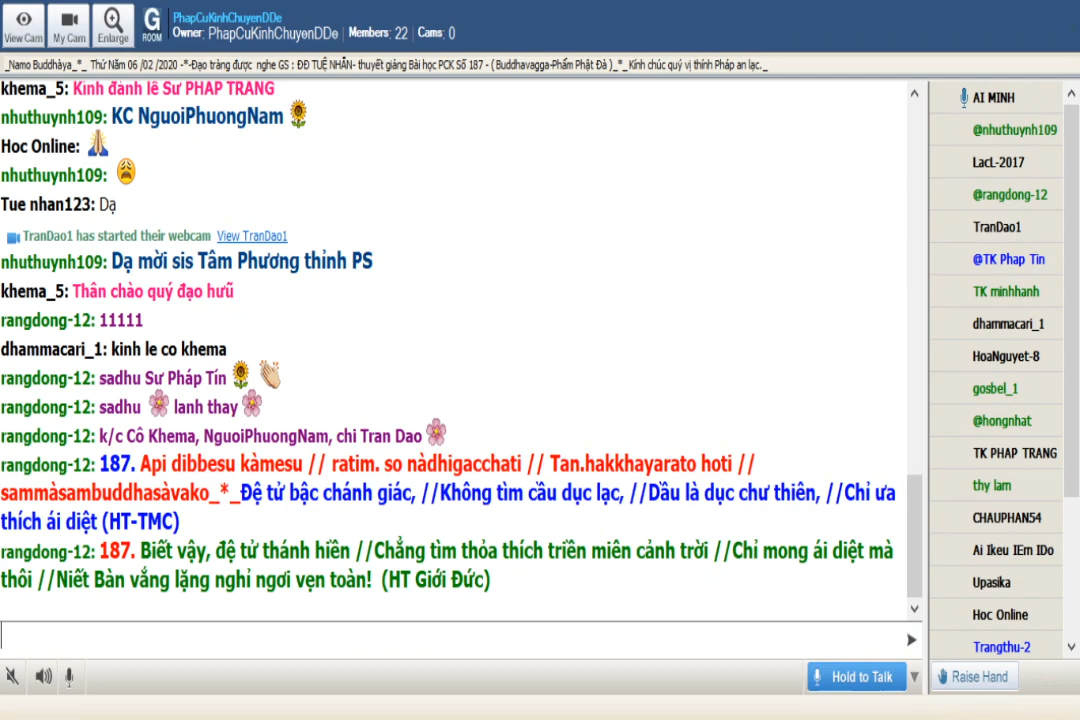 View Cam
My Cam
Enlarge
G
ROOM
PhapCuKinhChuyenDDe
Owner: PhapCuKinhChuyenDDe | Members: 22 | Cams: 0
_Namo Buddhàya_*_ Thứ Năm 06 /02 /2020 -*-Đạo tràng được nghe GS : ĐĐ TUỆ NHẪN- thuyết giảng Bài học PCK Số 187 - ( Buddhavagga-Phẩm Phật Đà )_*_Kính chúc quý vị thính Pháp an lạc._
khema_5: Kinh đảnh lễ Sư PHAP TRANG
nhuthuynh109: KC NguoiPhuongNam
Hoc Online:
nhuthuynh109:
Tue nhan123: Dạ
TranDao1 has started their webcam View TranDao1
nhuthuynh109: Dạ mời sis Tâm Phương thỉnh PS
khema_5: Thân chào quý đạo hưũ
rangdong-12: 11111
dhammacari_1: kinh le co khema
rangdong-12: sadhu Sư Pháp Tín
rangdong-12: sadhu lanh thay
rangdong-12: k/c Cô Khema, NguoiPhuongNam, chi Tran Dao
rangdong-12: 187. Api dibbesu kàmesu // ratim. so nàdhigacchati // Tan.hakkhayarato hoti //
sammàsambuddhasàvako_*_Đệ tử bậc chánh giác, //Không tìm cầu dục lạc, //Dầu là dục chư thiên, //Chỉ ưa
thích ái diệt (HT-TMC)
rangdong-12: 187. Biết vậy, đệ tử thánh hiền //Chẳng tìm thỏa thích triền miên cảnh trời //Chỉ mong ái diệt mà
thôi //Niết Bàn vắng lặng nghỉ ngơi vẹn toàn! (HT Giới Đức)
Hold to Talk
AI MINH
@nhuthuynh109
LacL-2017
@rangdong-12
TranDao1
@TK Phap Tin
TK minhhanh
dhammacari_1
HoaNguyet-8
gosbel_1
@hongnhat
TK PHAP TRANG
thy lam
CHAUPHAN54
Ai Ikeu IEm IDo
Upasika
Hoc Online
Trangthu-2
Raise Hand